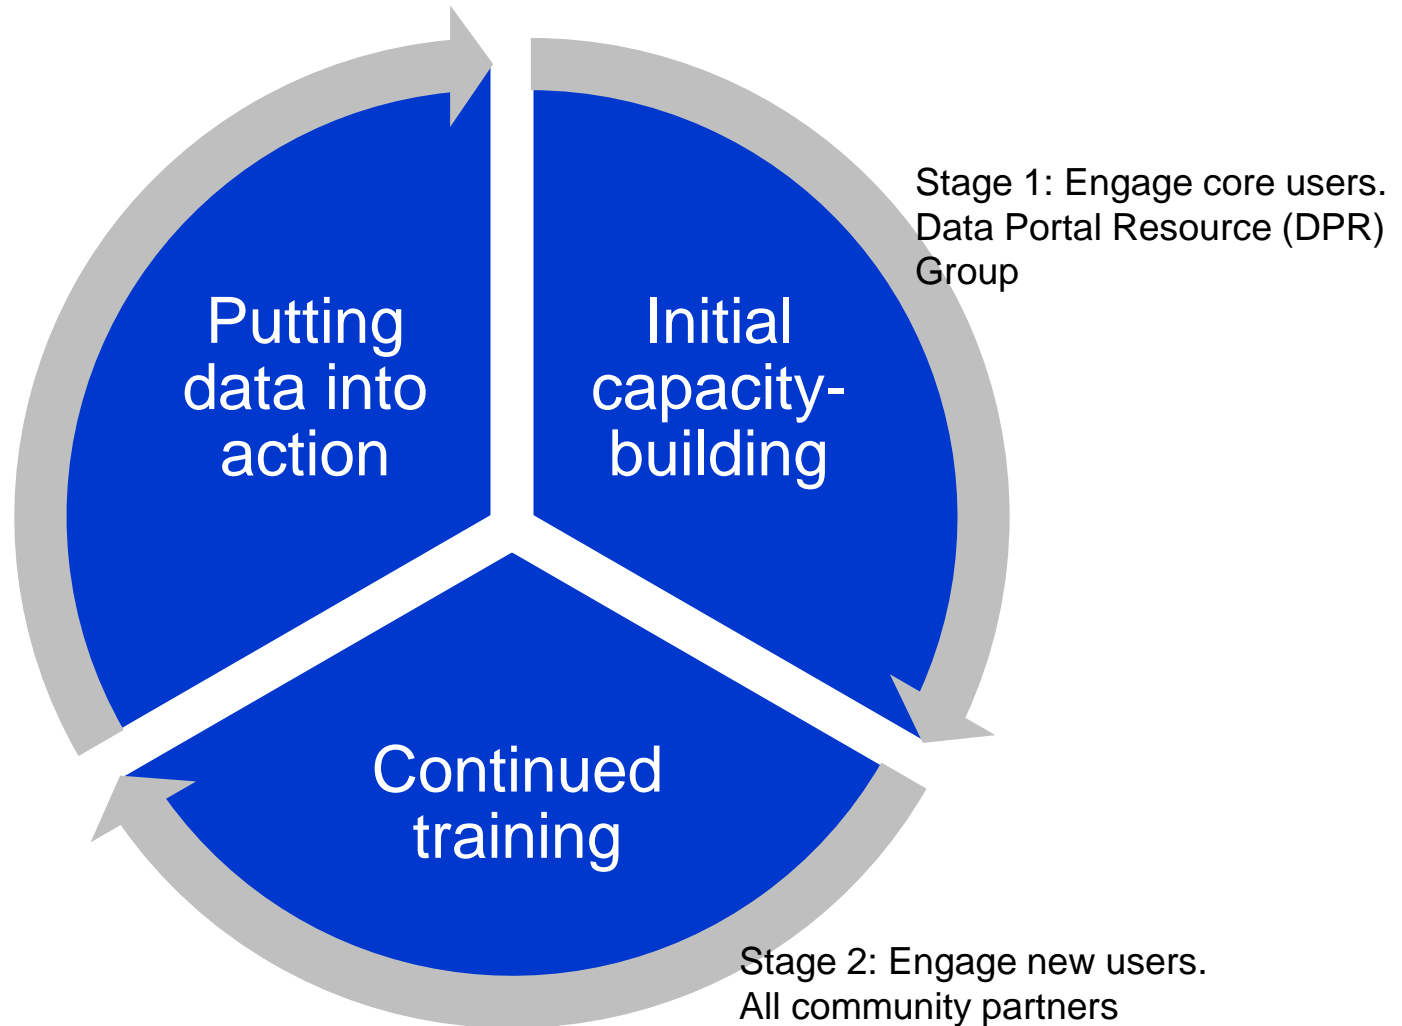 Stage 1: Engage core users.
Data Portal Resource (DPR)
Group
Putting
data into
action
Initial
capacity-
building
Continued
training
Stage 2: Engage new users.
All community partners